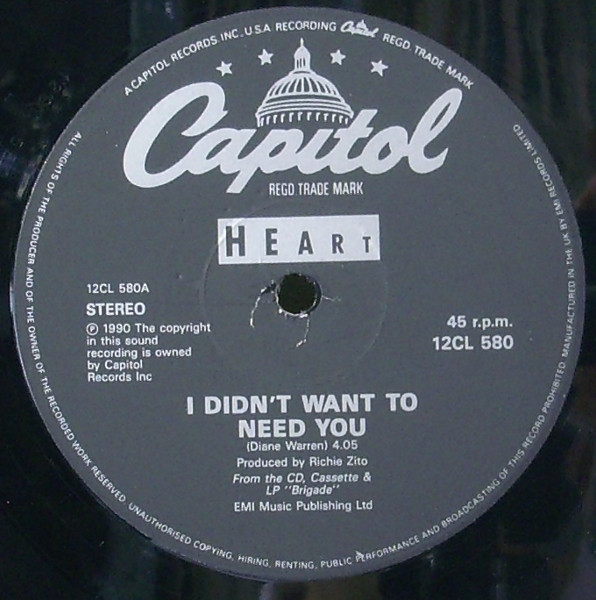 A CAPITOL RECORDS INC. U.S.A RECORDING Capitol REGD. TRADE MARK
Capitol
REGD TRADE MARK
HEART
12CL 580A
STEREO
Ⓟ 1990 The copyright
in this sound
recording is owned
by Capitol
Records Inc
45 r.p.m.
12CL 580
I DIDN'T WANT TO
NEED YOU
(Diane Warren) 4.05
Produced by Richie Zito
From the CD, Cassette &
LP "Brigade"
EMI Music Publishing Ltd
ALL RIGHTS OF THE PRODUCER AND OF THE OWNER OF THE RECORDED WORK RESERVED. UNAUTHORISED COPYING, HIRING, RENTING, PUBLIC PERFORMANCE AND BROADCASTING OF THIS RECORD PROHIBITED. MANUFACTURED IN THE UK BY EMI RECORDS LIMITED